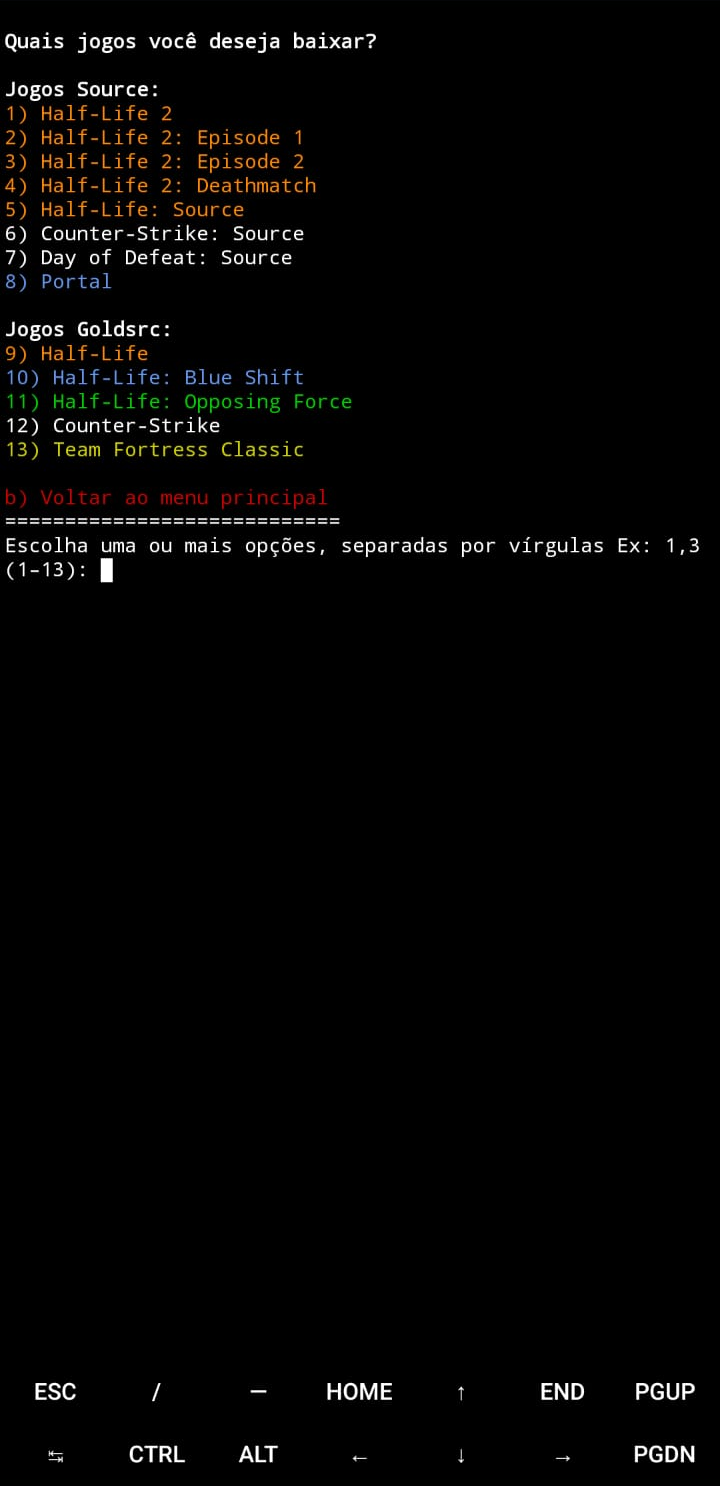 Quais jogos você deseja baixar?
Jogos Source:
1) Half-Life 2
2) Half-Life 2: Episode 1
3) Half-Life 2: Episode 2
4) Half-Life 2: Deathmatch
5) Half-Life: Source
6) Counter-Strike: Source
7) Day of Defeat: Source
8) Portal
Jogos Goldsrc:
9) Half-Life
10) Half-Life: Blue Shift
11) Half-Life: Opposing Force
12) Counter-Strike
13) Team Fortress Classic
b) Voltar ao menu principal
============================
Escolha uma ou mais opções, separadas por vírgulas Ex: 1,3
(1-13):
ESC / — HOME ↑ END PGUP
↹ CTRL ALT ← ↓ → PGDN